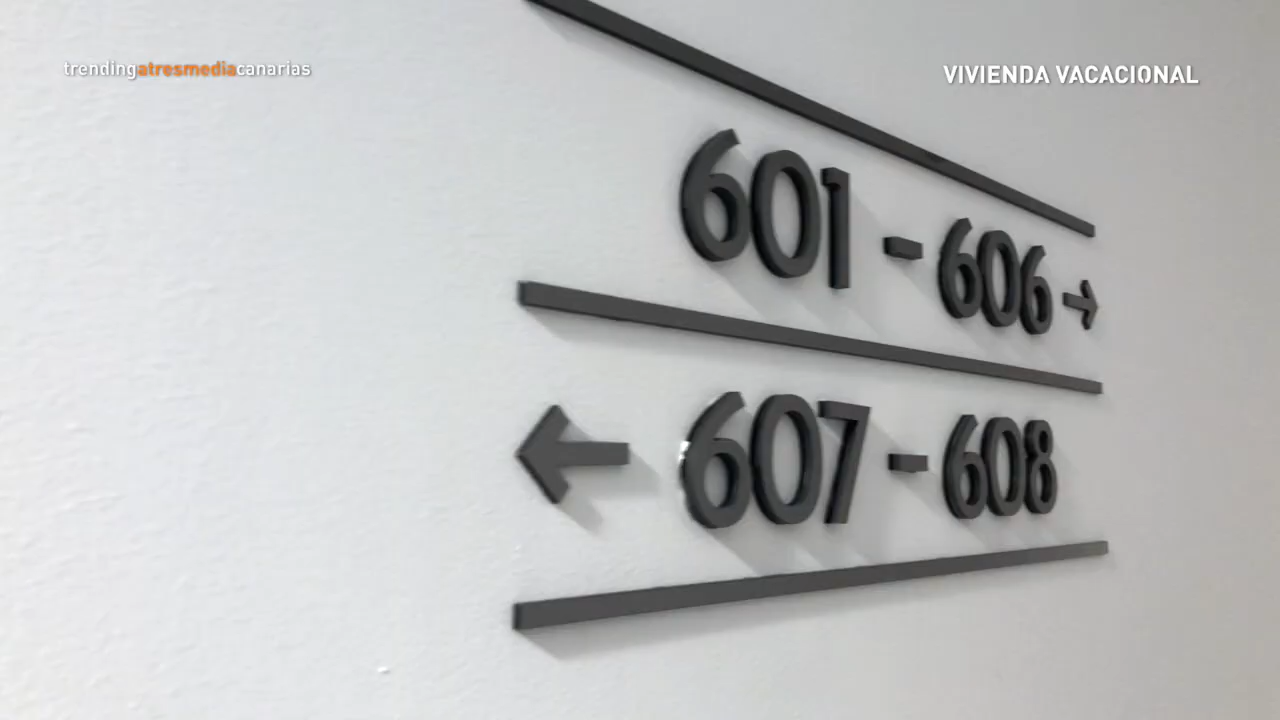 trendingatresmediacanarias
VIVIENDA VACACIONAL
601 - 606 →
← 607 - 608